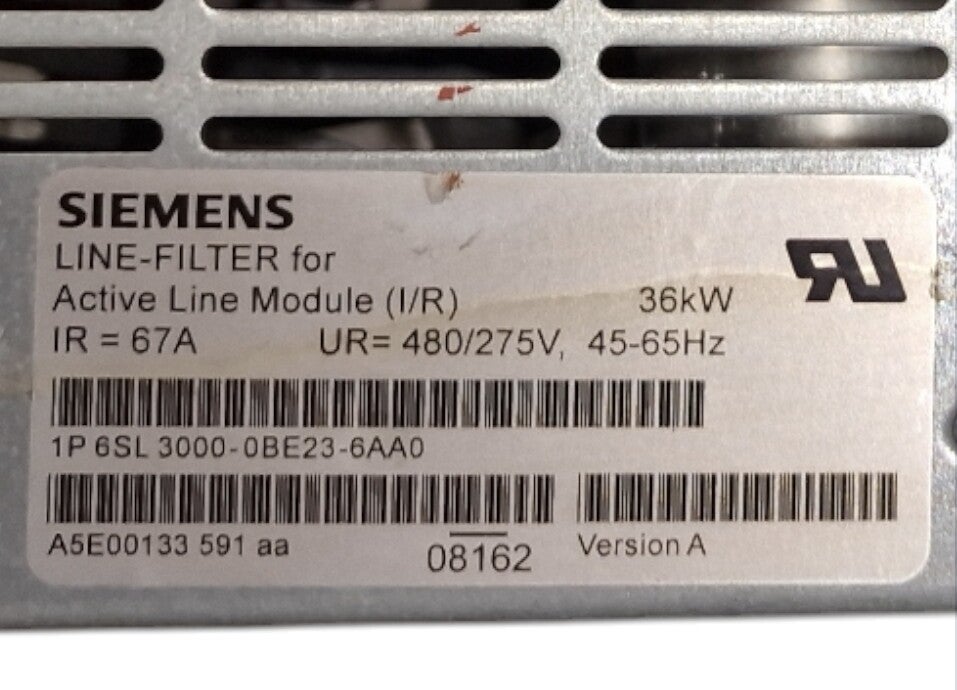 SIEMENS
LINE-FILTER for
Active Line Module (I/R) 36kW
IR = 67A UR= 480/275V, 45-65Hz
1P 6SL 3000-0BE23-6AA0
A5E00133 591 aa 08162 Version A